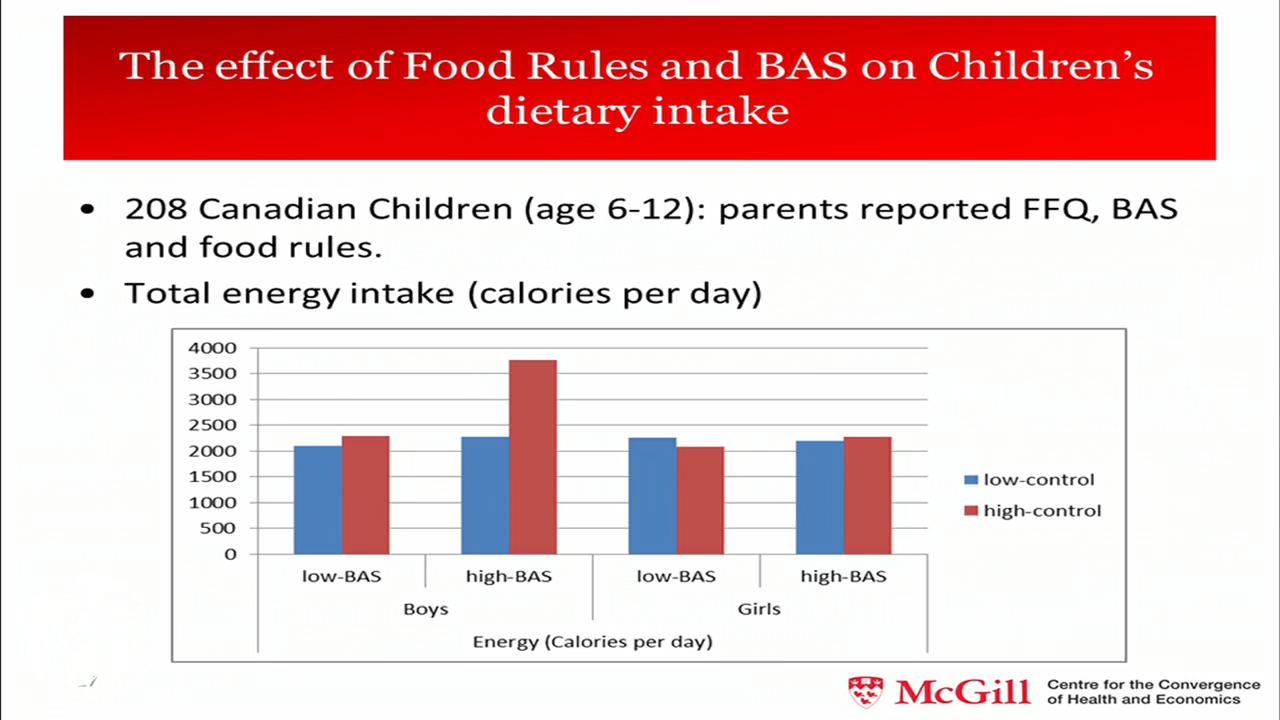 The effect of Food Rules and BAS on Children's
dietary intake
• 208 Canadian Children (age 6-12): parents reported FFQ, BAS
and food rules.
• Total energy intake (calories per day)
4000
3500
3000
2500
2000
1500
1000
500
0
low-BAS high-BAS low-BAS high-BAS
Boys Girls
Energy (Calories per day)
low-control
high-control
McGill
Centre for the Convergence
of Health and Economics